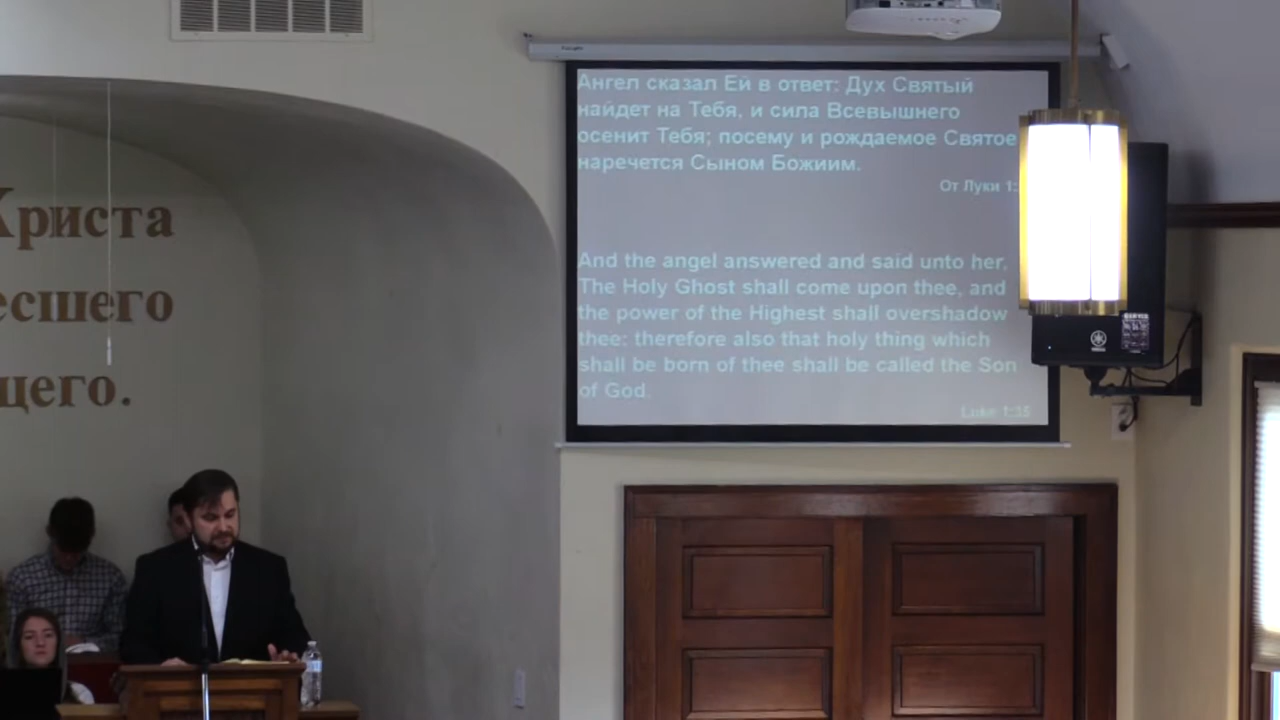 Ангел сказал Ей в ответ: Дух Святый
найдет на Тебя, и сила Всевышнего
осенит Тебя; посему и рождаемое Святое
наречется Сыном Божиим.
От Луки 1:
And the angel answered and said unto her,
The Holy Ghost shall come upon thee, and
the power of the Highest shall overshadow
thee: therefore also that holy thing which
shall be born of thee shall be called the Son
of God.
Luke 1:35
Христа
есшего
щего.
YAMAHA